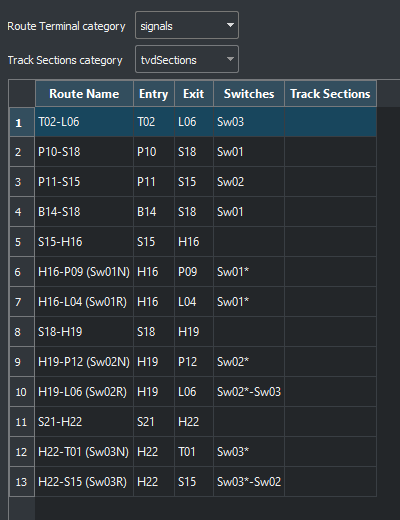 Route Terminal category signals
Track Sections category tvdSections
Route Name Entry Exit Switches Track Sections
1 T02-L06 T02 L06 Sw03
2 P10-S18 P10 S18 Sw01
3 P11-S15 P11 S15 Sw02
4 B14-S18 B14 S18 Sw01
5 S15-H16 S15 H16
6 H16-P09 (Sw01N) H16 P09 Sw01*
7 H16-L04 (Sw01R) H16 L04 Sw01*
8 S18-H19 S18 H19
9 H19-P12 (Sw02N) H19 P12 Sw02*
10 H19-L06 (Sw02R) H19 L06 Sw02*-Sw03
11 S21-H22 S21 H22
12 H22-T01 (Sw03N) H22 T01 Sw03*
13 H22-S15 (Sw03R) H22 S15 Sw03*-Sw02